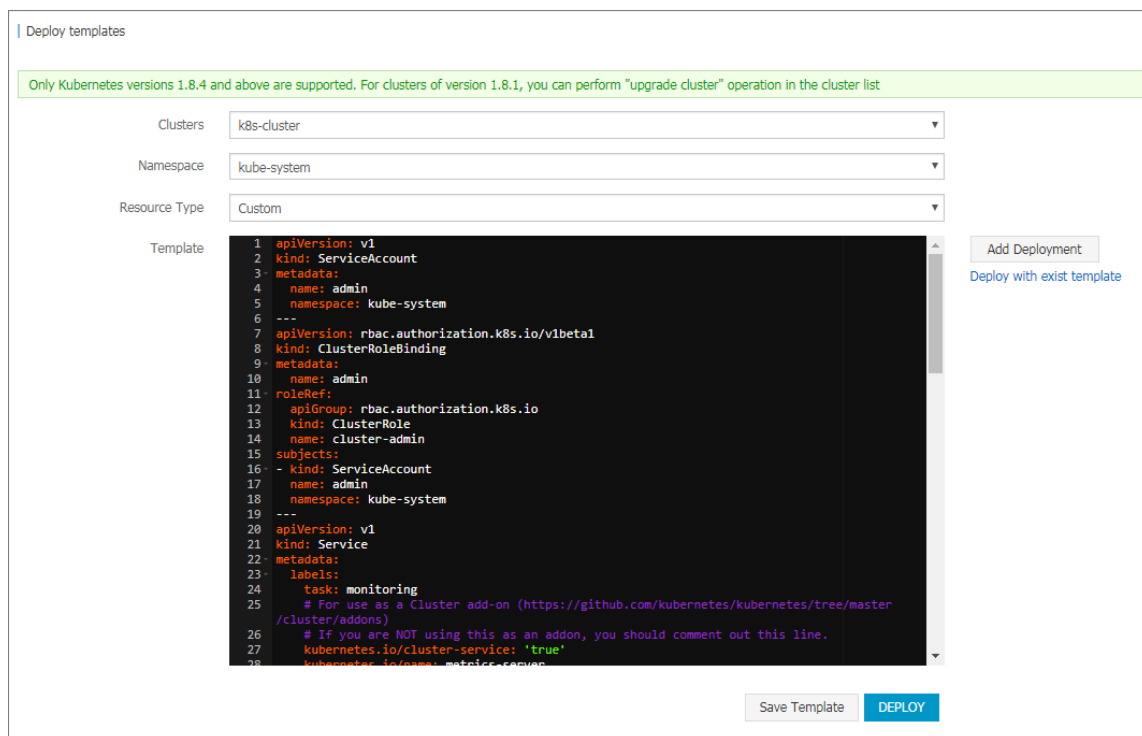 Deploy templates
Only Kubernetes versions 1.8.4 and above are supported. For clusters of version 1.8.1, you can perform "upgrade cluster" operation in the cluster list
Clusters k8s-cluster
Namespace kube-system
Resource Type Custom
Template
1 apiVersion: v1
2 kind: ServiceAccount
3 metadata:
4   name: admin
5   namespace: kube-system
6 ---
7 apiVersion: rbac.authorization.k8s.io/v1beta1
8 kind: ClusterRoleBinding
9 metadata:
10   name: admin
11 roleRef:
12   apiGroup: rbac.authorization.k8s.io
13   kind: ClusterRole
14   name: cluster-admin
15 subjects:
16 - kind: ServiceAccount
17   name: admin
18   namespace: kube-system
19 ---
20 apiVersion: v1
21 kind: Service
22 metadata:
23   labels:
24     task: monitoring
25     # For use as a Cluster add-on (https://github.com/kubernetes/kubernetes/tree/master
/cluster/addons)
26     # If you are NOT using this as an addon, you should comment out this line.
27     kubernetes.io/cluster-service: 'true'
28     kubernetes.io/name: metrics-server
Add Deployment
Deploy with exist template
Save Template DEPLOY